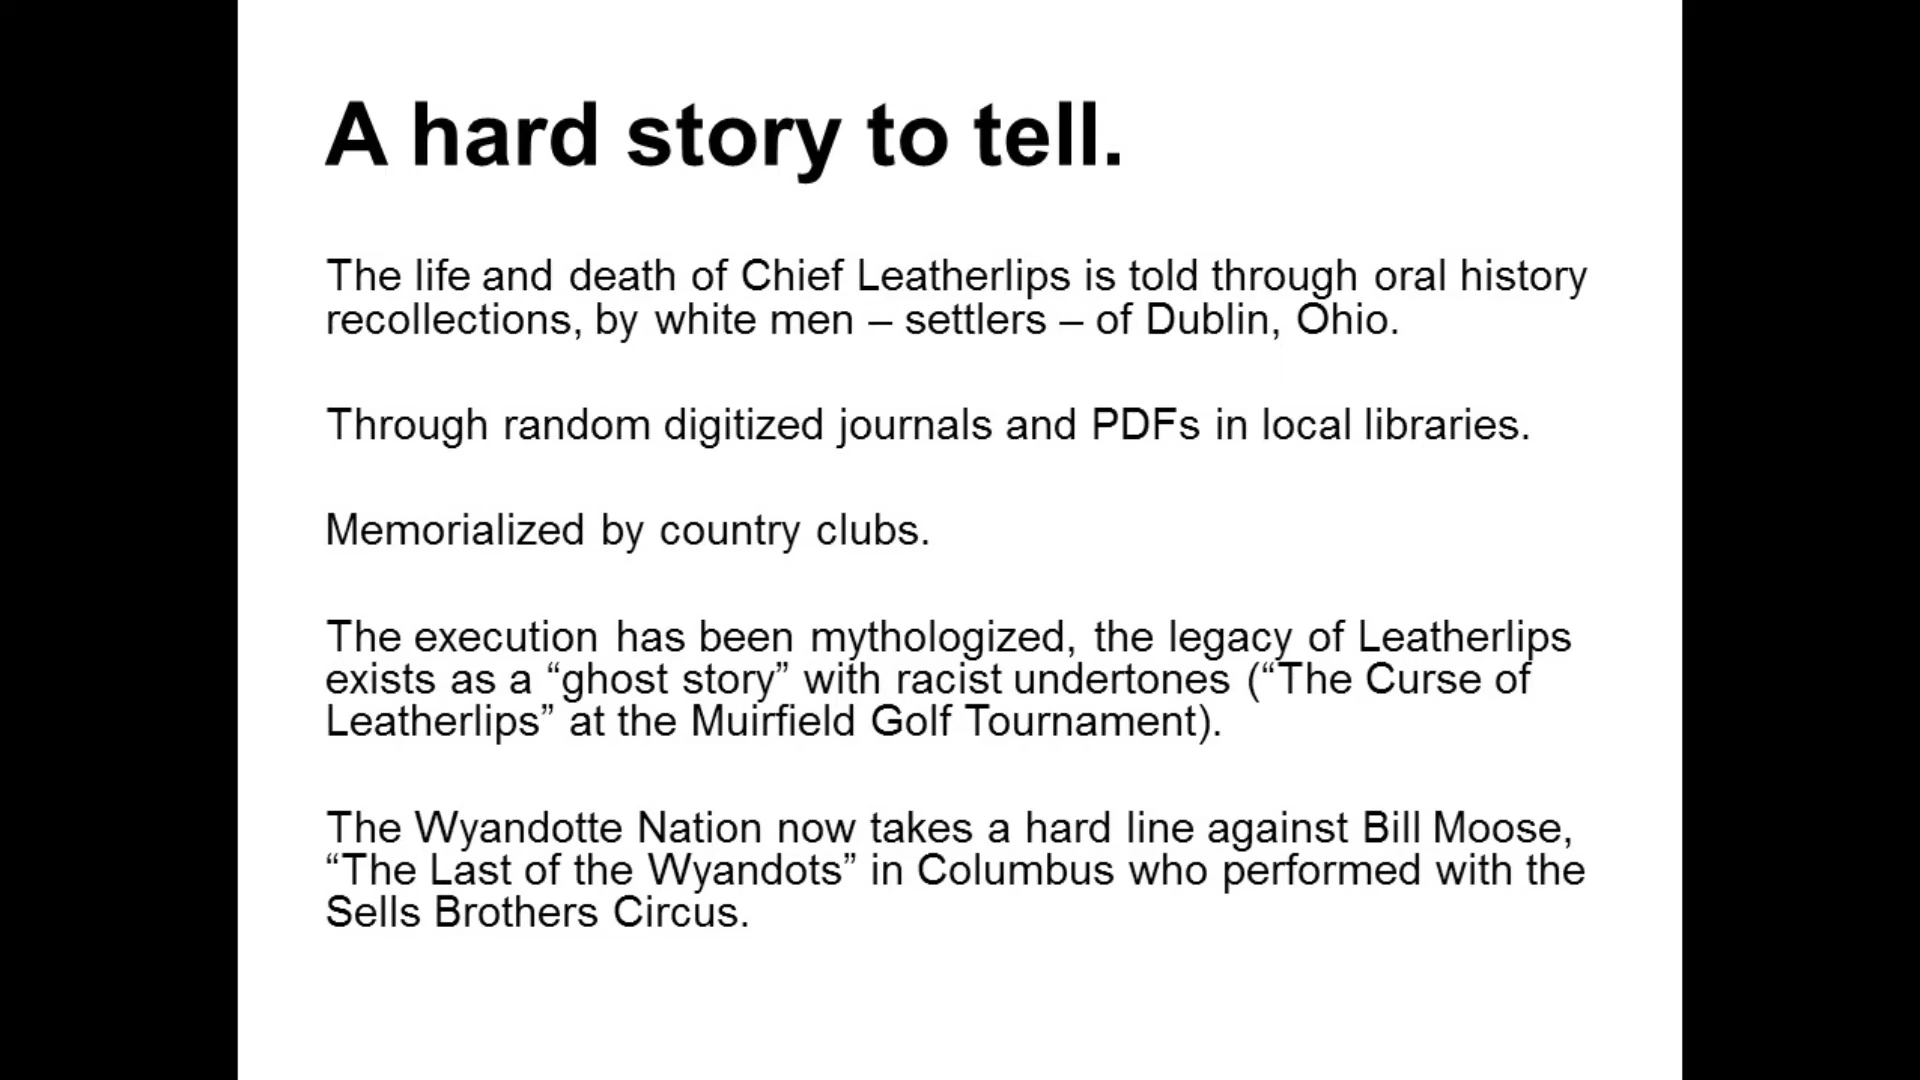 A hard story to tell.
The life and death of Chief Leatherlips is told through oral history
recollections, by white men – settlers – of Dublin, Ohio.
Through random digitized journals and PDFs in local libraries.
Memorialized by country clubs.
The execution has been mythologized, the legacy of Leatherlips
exists as a “ghost story” with racist undertones (“The Curse of
Leatherlips” at the Muirfield Golf Tournament).
The Wyandotte Nation now takes a hard line against Bill Moose,
“The Last of the Wyandots” in Columbus who performed with the
Sells Brothers Circus.